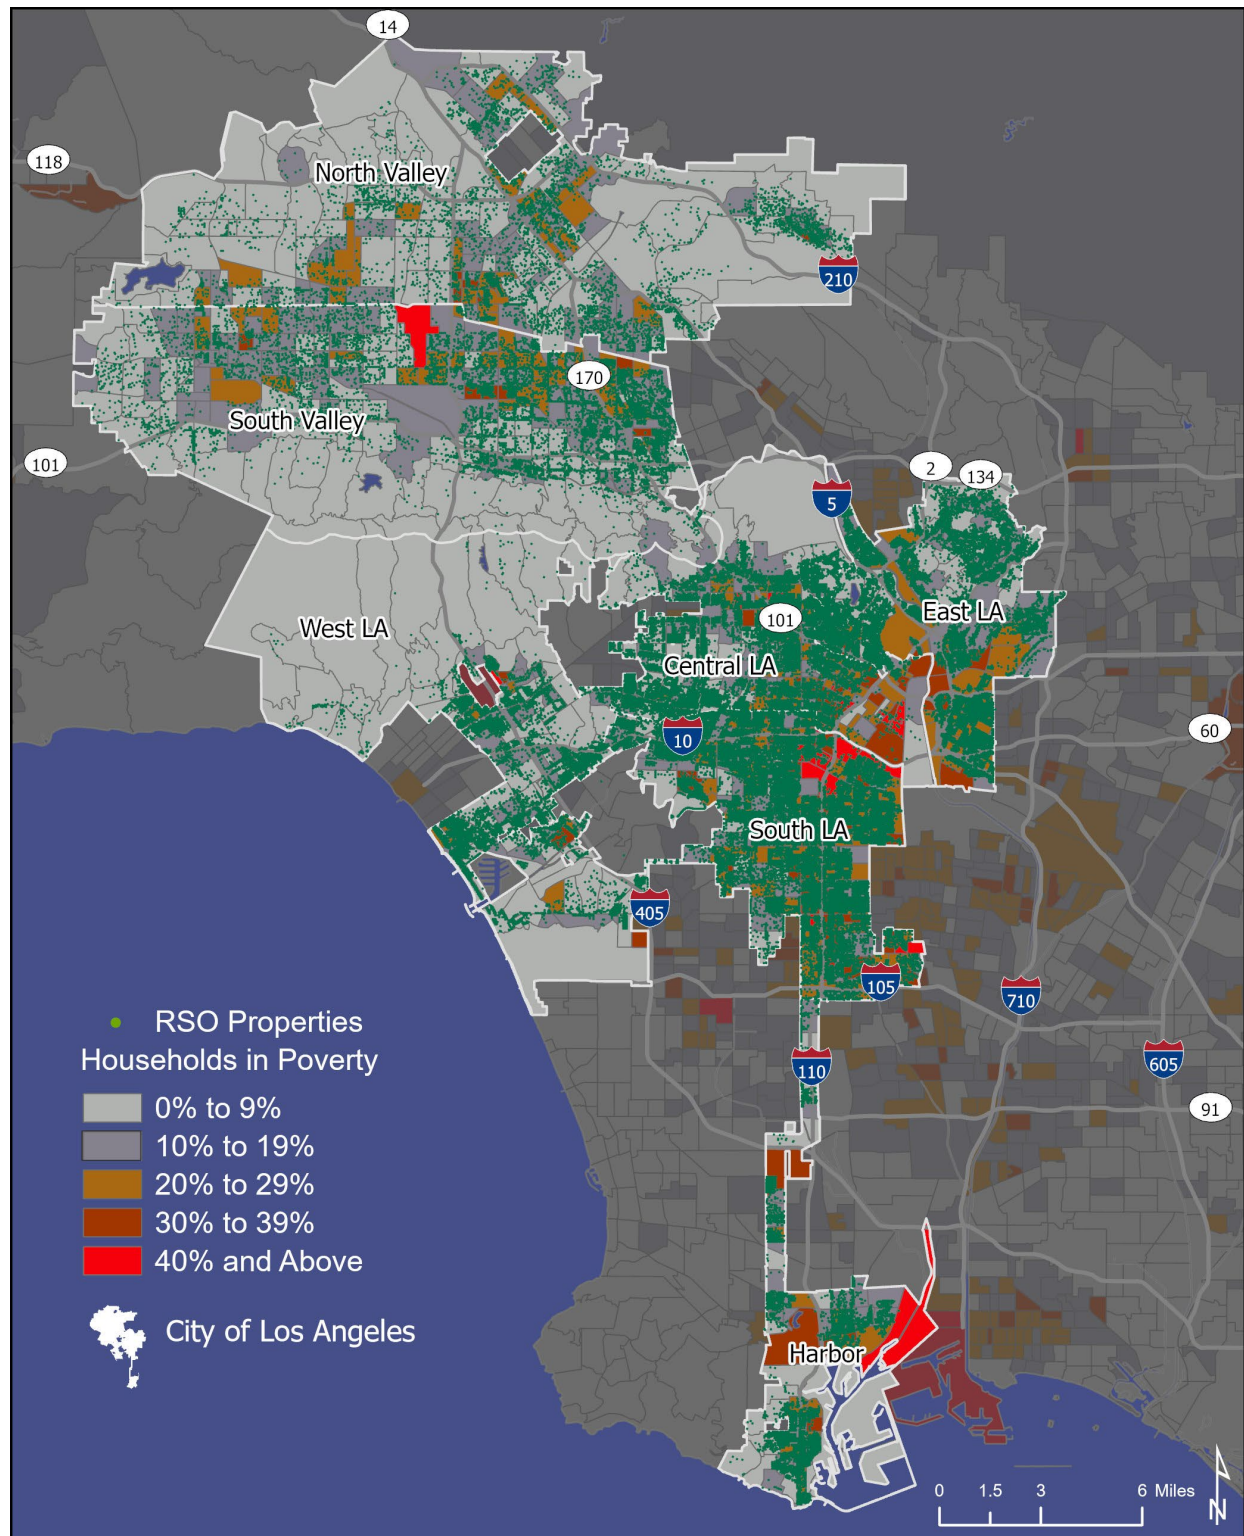 14
118
North Valley
210
170
South Valley
101
2
134
5
East LA
101
West LA
Central LA
10
60
South LA
405
105
710
RSO Properties
Households in Poverty
110
605
0% to 9%
91
10% to 19%
20% to 29%
30% to 39%
40% and Above
City of Los Angeles
Harbor
0 1.5 3 6 Miles
N